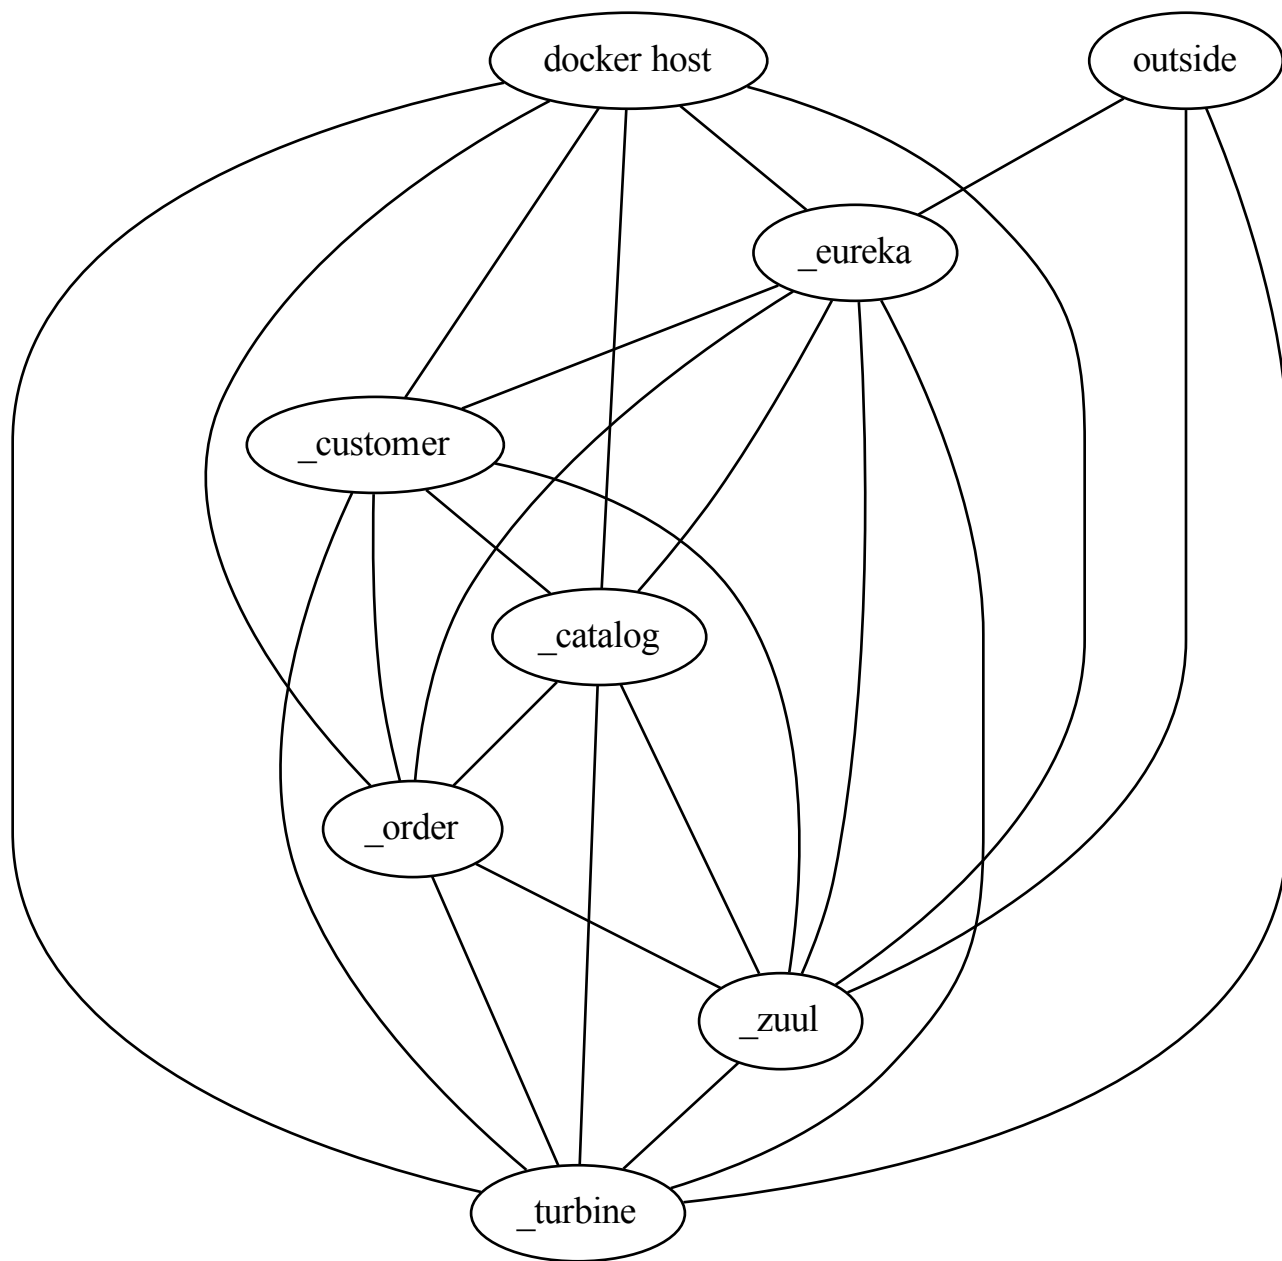 docker host
outside
_eureka
_customer
_catalog
_order
_zuul
_turbine